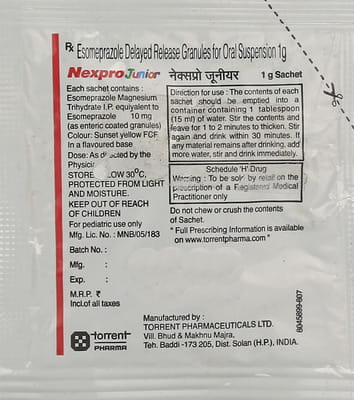 Rx Esomeprazole Delayed Release Granules for Oral Suspension 1g
Nexpro Junior नेक्सप्रो जूनीयर 1 g Sachet
Each sachet contains :
Esomeprazole Magnesium
Trihydrate I.P. equivalent to
Esomeprazole 10 mg
(as enteric coated granules)
Colour: Sunset yellow FCF
In a flavoured base
Dose: As di cted by the
Physici
STORE LOW 30°C,
PROTECTED FROM LIGHT
AND MOISTURE.
KEEP OUT OF REACH
OF CHILDREN
For pediatric use only
Mfg. Lic. No.: MNB/05/183
Batch No.:
Mfg. :
Exp. :
M.R.P. ₹
Incl.of all taxes
Direction for use : The contents of each
sachet should be emptied into a
container containing 1 tablespoon
(15 ml) of water. Stir the contents and
leave for 1 to 2 minutes to thicken. Stir
again and drink within 30 minutes. If
any material remains after drinking, add
more water, stir and drink immediately.
Schedule 'H' Drug
Warning : To be sold by retail on the
prescription of a Registered Medical
Practitioner only
Do not chew or crush the contents
of Sachet.
* Full Prescribing Information is available
on www.torrentpharma.com"
8045899-807
torrent
PHARMA
Manufactured by :
TORRENT PHARMACEUTICALS LTD.
Vill. Bhud & Makhnu Majra,
Teh. Baddi -173 205, Dist. Solan (H.P.), INDIA.